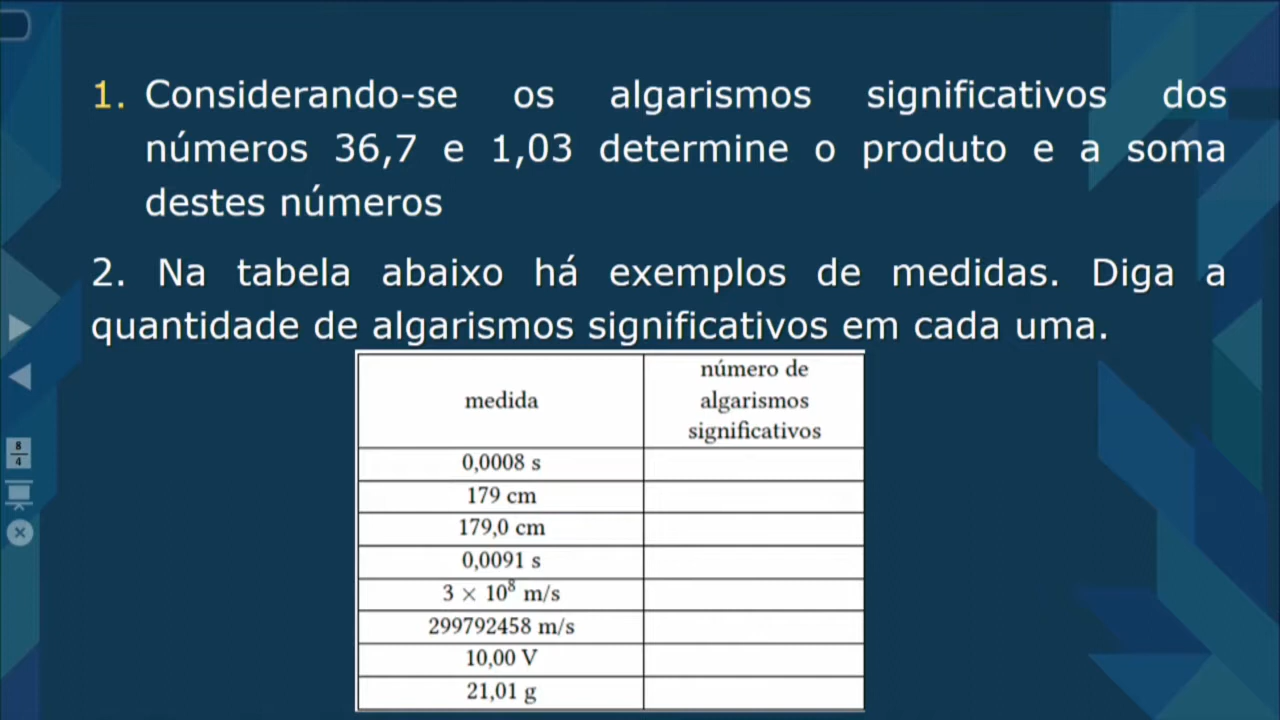 1. Considerando-se os algarismos significativos dos
números 36,7 e 1,03 determine o produto e a soma
destes números
2. Na tabela abaixo há exemplos de medidas. Diga a
quantidade de algarismos significativos em cada uma.
medida
número de
algarismos
significativos
0,0008 s
179 cm
179,0 cm
0,0091 s
3 × 10⁸ m/s
299792458 m/s
10,00 V
21,01 g
8
4